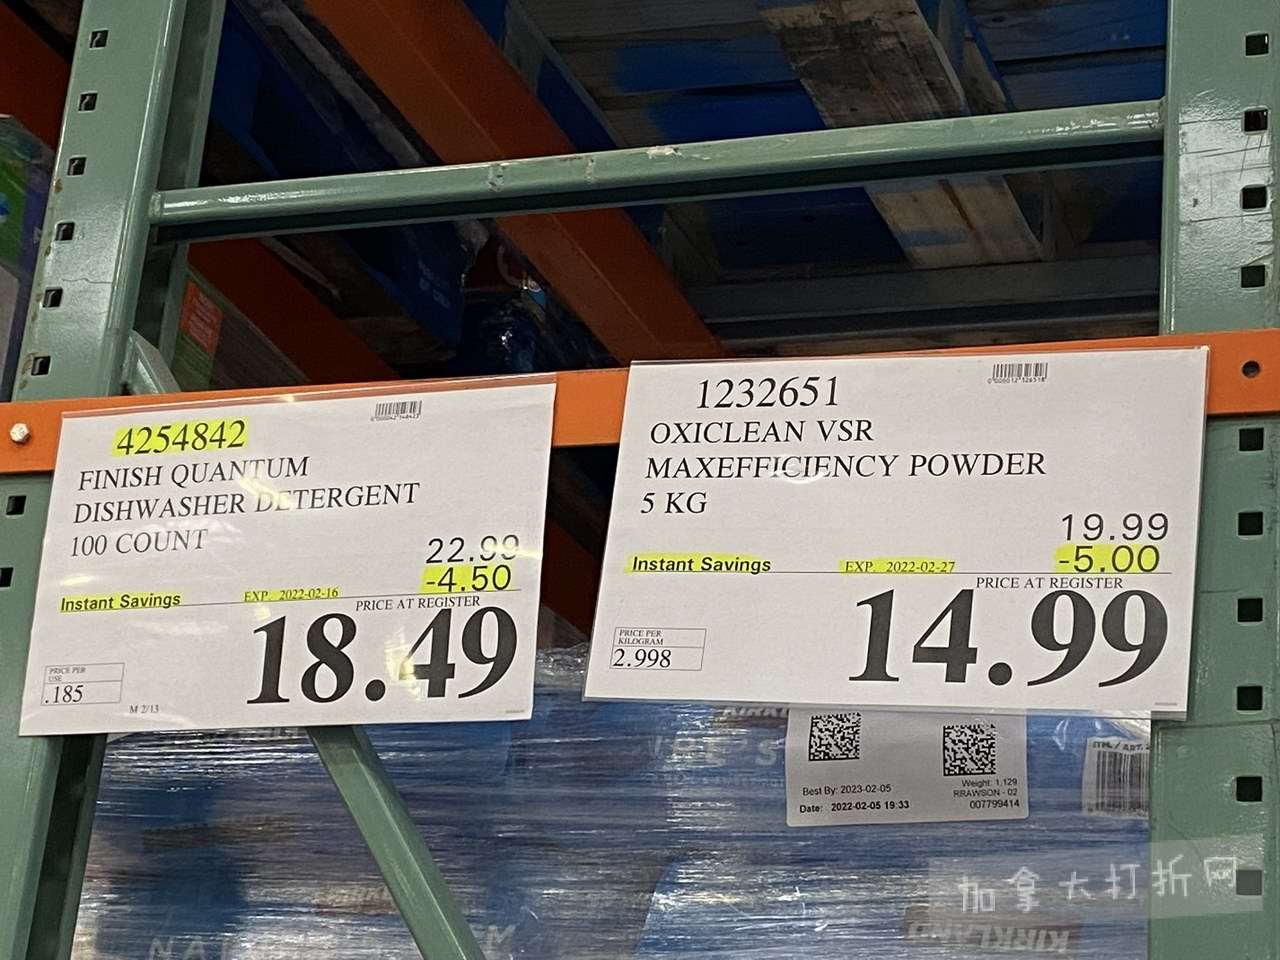 4254842
FINISH QUANTUM
DISHWASHER DETERGENT
100 COUNT
22.99
-4.50
Instant Savings
EXP. 2022-02-16
PRICE AT REGISTER
18.49
PRICE PER
USE
.185
M 2/13
1232651
OXICLEAN VSR
MAXEFFICIENCY POWDER
5 KG
19.99
-5.00
Instant Savings
EXP. 2022-02-27
PRICE AT REGISTER
14.99
PRICE PER
KILOGRAM
2.998
Best By: 2023-02-05
Date: 2022-02-05 19:33
Weight: 1.129
RRAWSON - 02
007799414
KIRKLAND
加拿大打折网